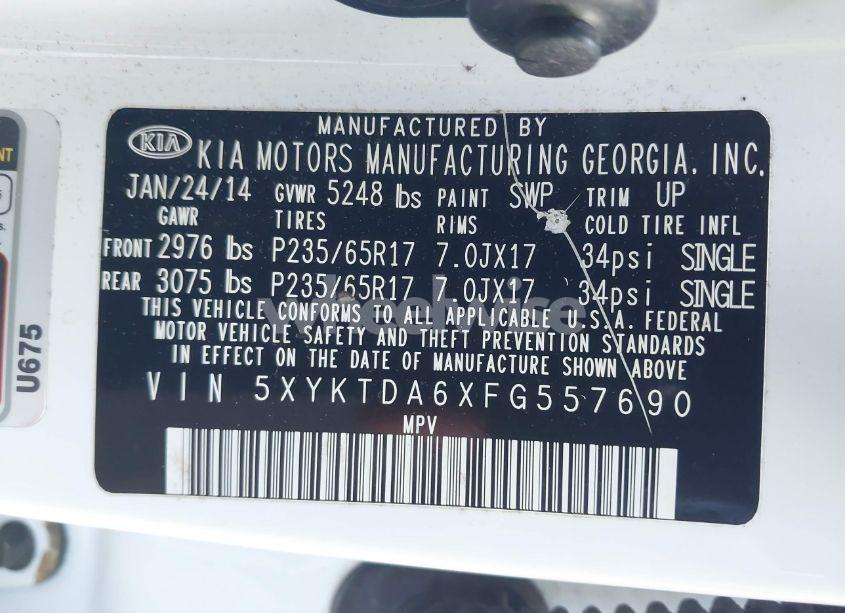 MANUFACTURED BY
KIA KIA MOTORS MANUFACTURING GEORGIA, INC.
JAN/24/14 GVWR 5248 lbs PAINT SWP TRIM UP
GAWR TIRES RIMS COLD TIRE INFL
FRONT 2976 lbs P235/65R17 7.0JX17 34psi SINGLE
REAR 3075 lbs P235/65R17 7.0JX17 34psi SINGLE
THIS VEHICLE CONFORMS TO ALL APPLICABLE U.S.A. FEDERAL
MOTOR VEHICLE SAFETY AND THEFT PREVENTION STANDARDS
IN EFFECT ON THE DATE OF MANUFACTURE SHOWN ABOVE
VIN 5XYKTDA6XFG557690
MPV
U675